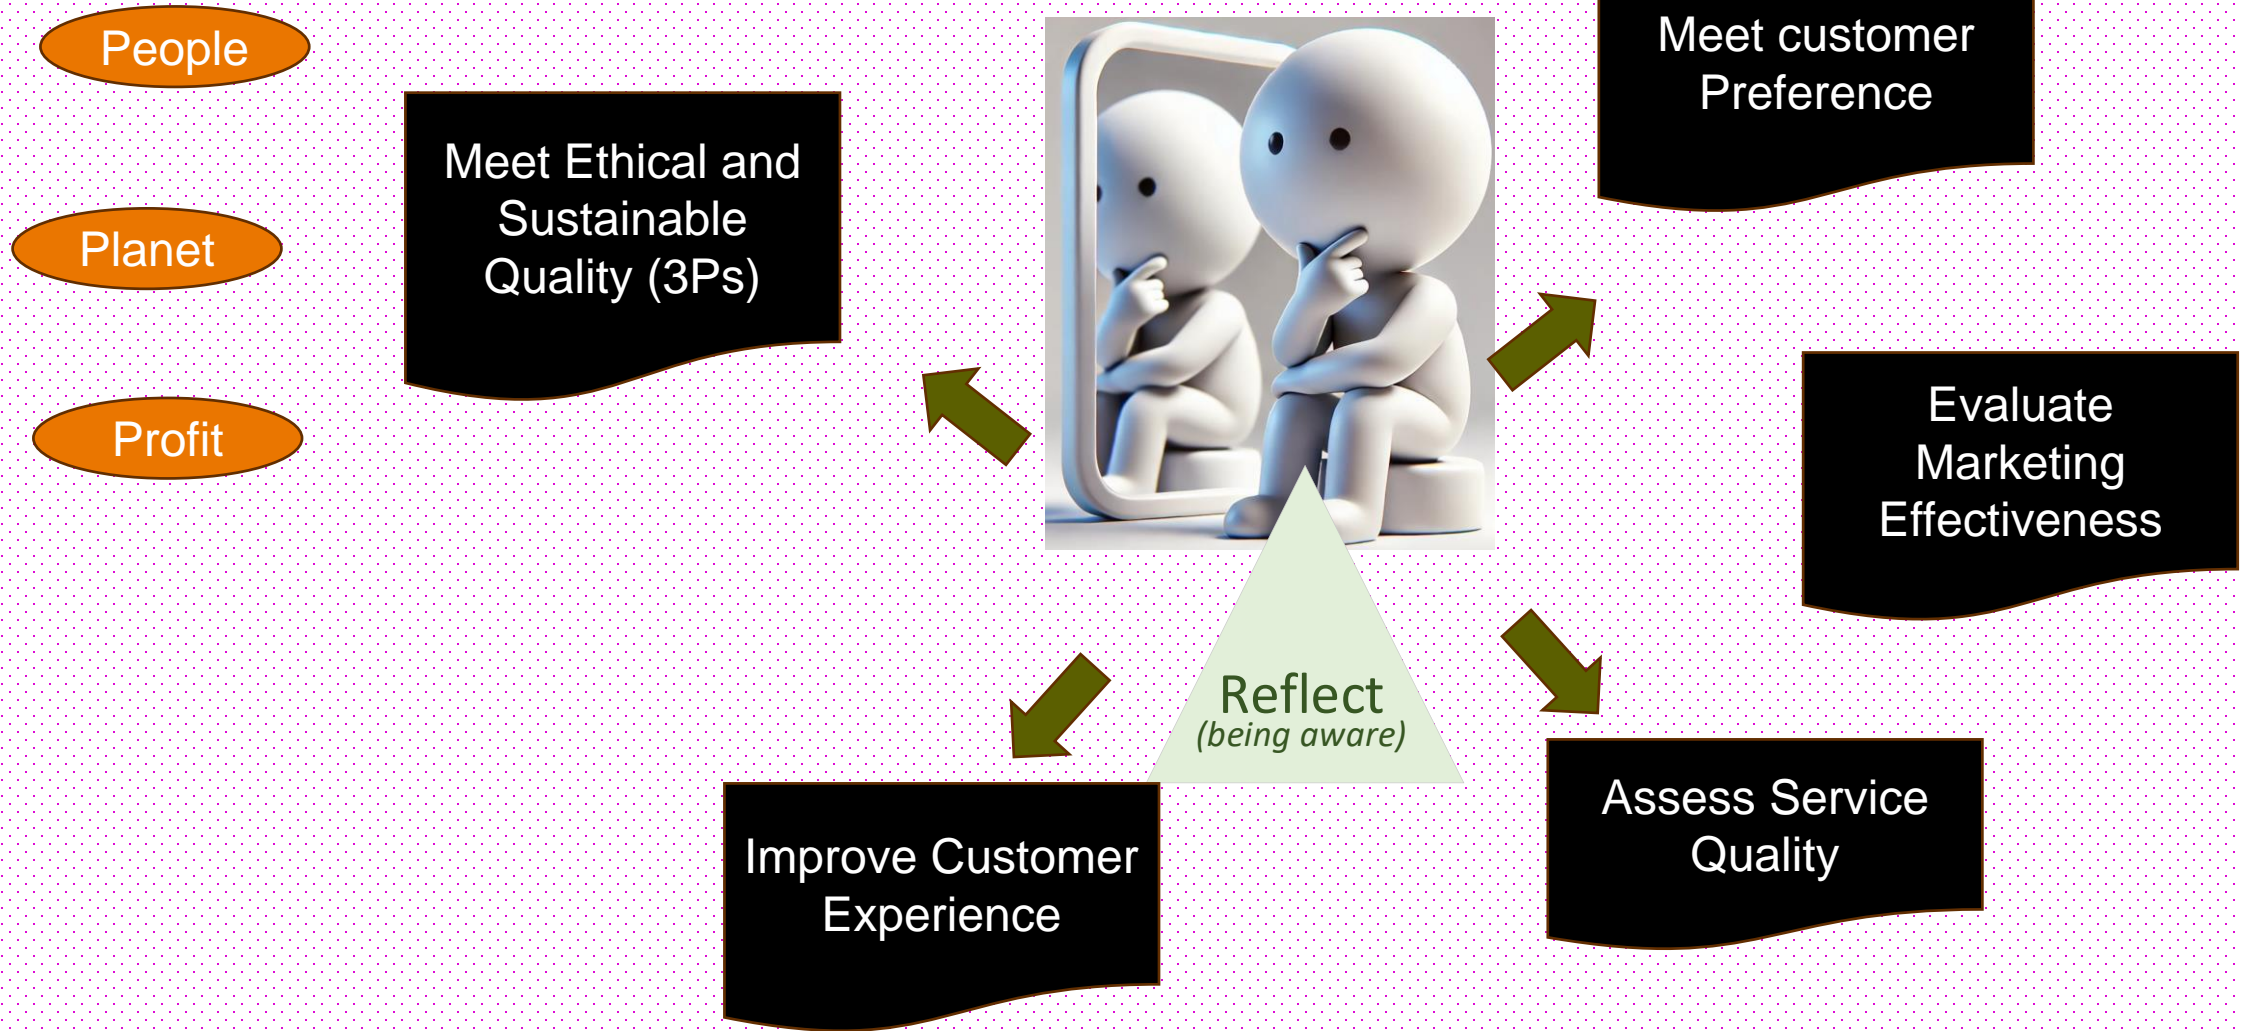 People
Planet
Profit
Meet Ethical and
Sustainable
Quality (3Ps)
Meet customer
Preference
Evaluate
Marketing
Effectiveness
Reflect
(being aware)
Assess Service
Quality
Improve Customer
Experience